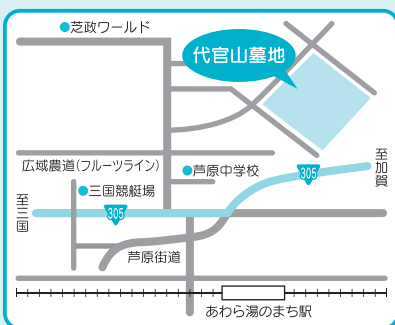 芝政ワールド
代官山墓地
広域農道(フルーツライン)
芦原中学校
305
至加賀
三国競艇場
至三国
305
芦原街道
あわら湯のまち駅